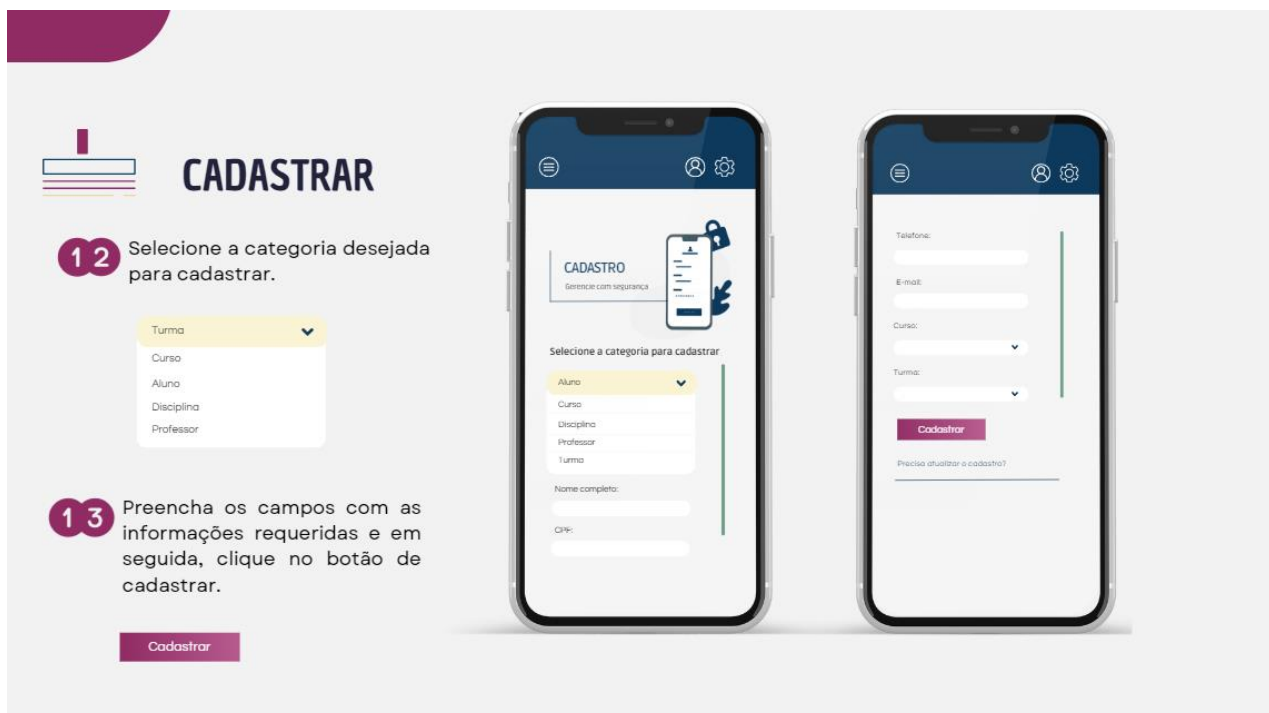 CADASTRAR
12
Selecione a categoria desejada
para cadastrar.
Turma
Curso
Aluno
Disciplina
Professor
13
Preencha os campos com as
informações requeridas e em
seguida, clique no botão de
cadastrar.
Cadastrar
CADASTRO
Gerencie com segurança
Selecione a categoria para cadastrar
Aluno
Curso
Disciplina
Professor
Turma
Nome completo:
CPF:
Telefone:
E-mail:
Curso:
Turma:
Cadastrar
Precisa atualizar o cadastro?